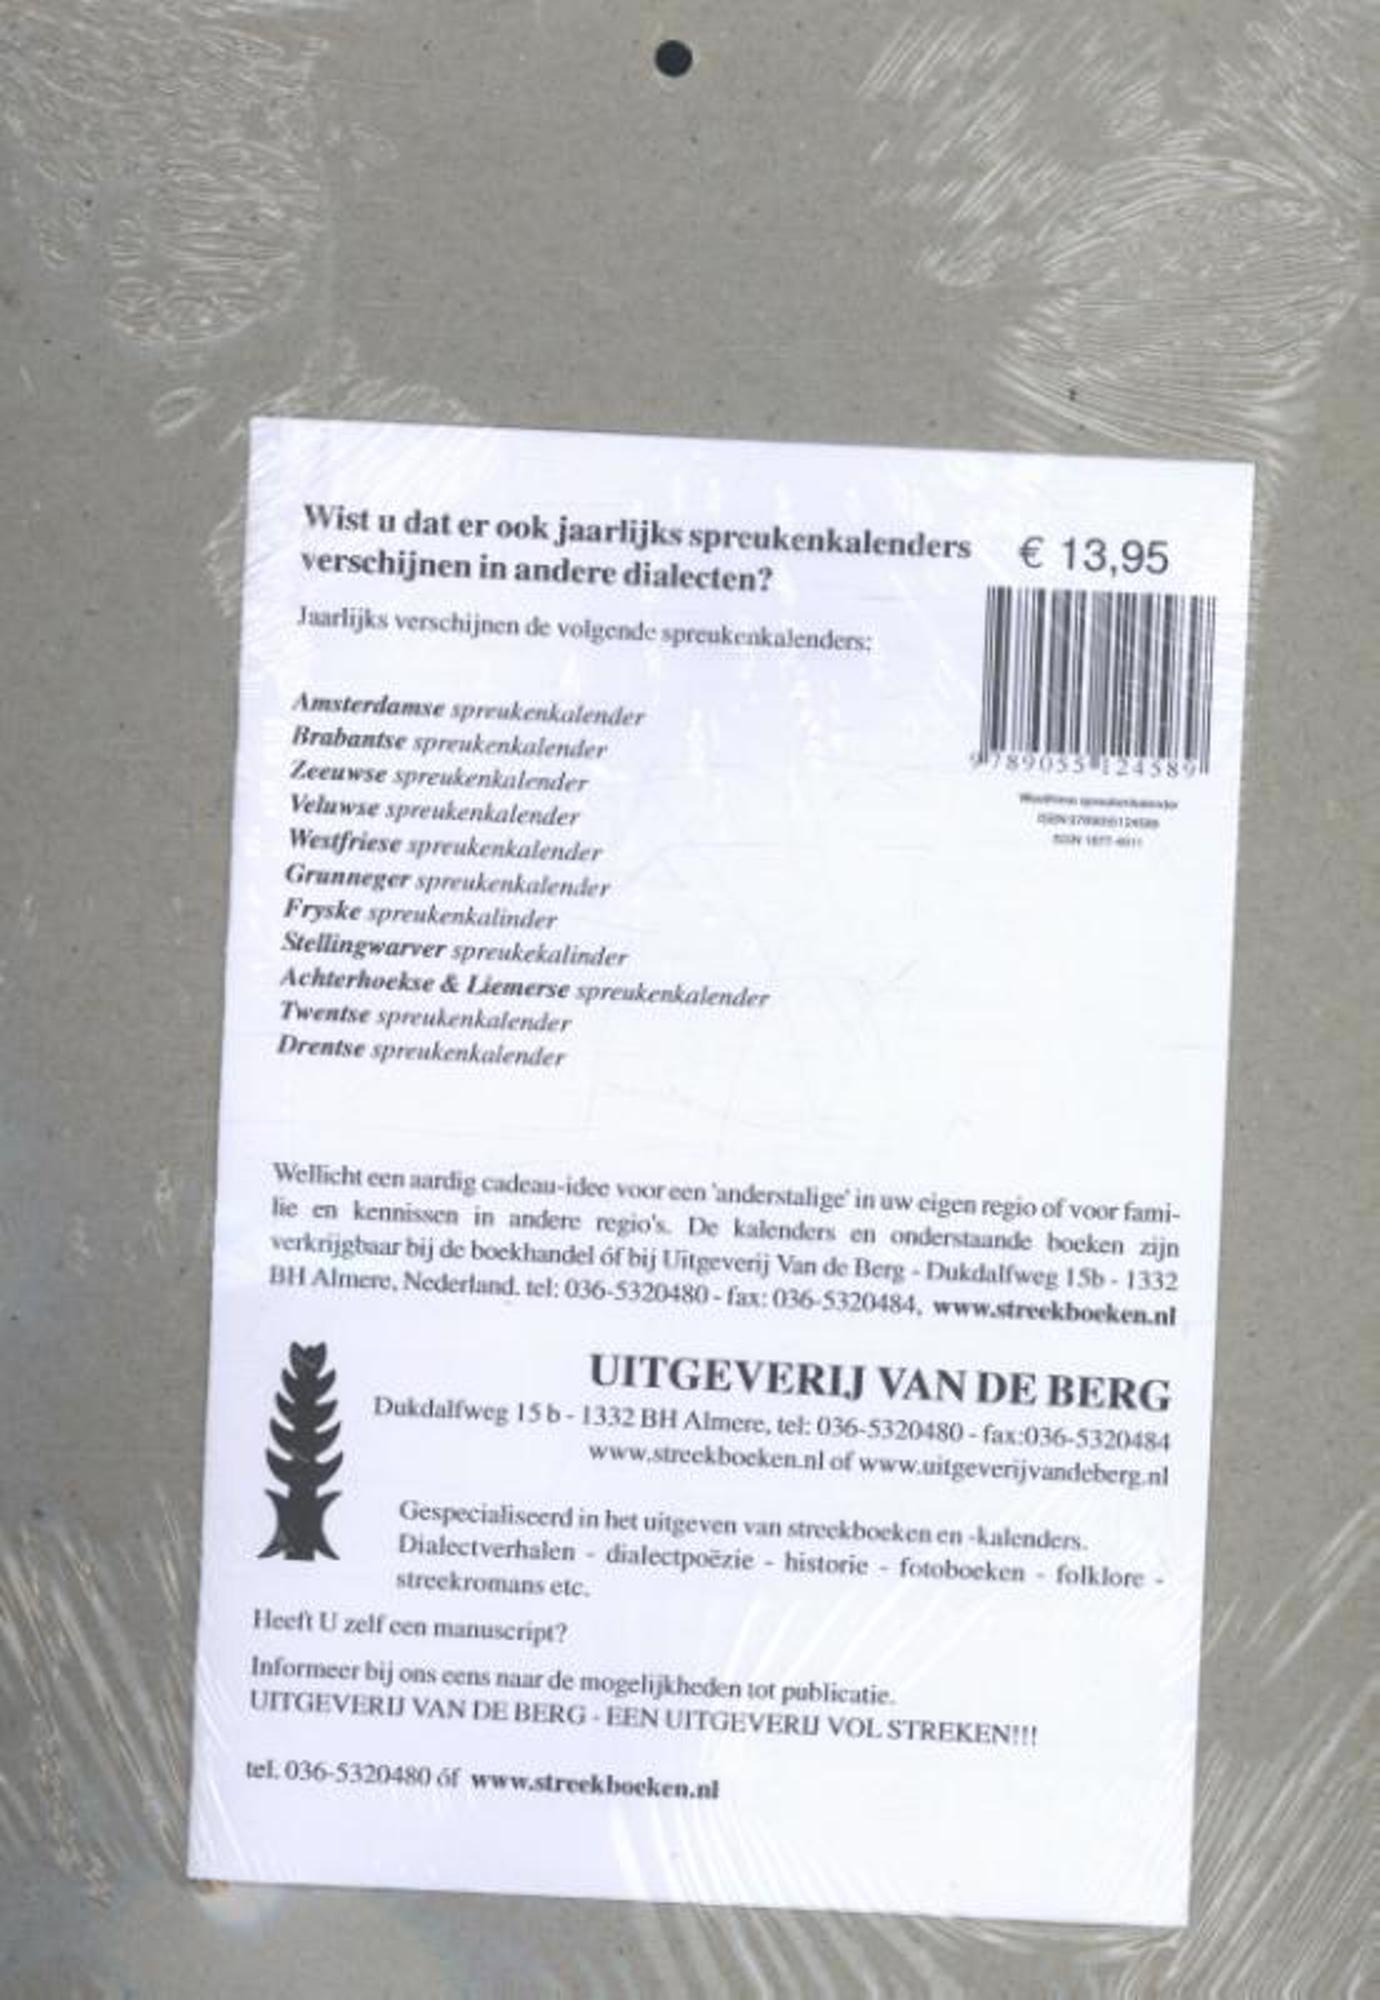 Wist u dat er ook jaarlijks spreukenkalenders
verschijnen in andere dialecten?
€ 13,95
Jaarlijks verschijnen de volgende spreukenkalenders:
9789055124589
Westfriese spreukenkalender
ISBN 9789055124589
ISSN
Amsterdamse spreukenkalender
Brabantse spreukenkalender
Zeeuwse spreukenkalender
Veluwse spreukenkalender
Westfriese spreukenkalender
Grunneger spreukenkalender
Fryske spreukenkalinder
Stellingwarver spreukekalinder
Achterhoekse & Liemerse spreukenkalender
Twentse spreukenkalender
Drentse spreukenkalender
Wellicht een aardig cadeau-idee voor een 'anderstalige' in uw eigen regio of voor fami-
lie en kennissen in andere regio's. De kalenders en onderstaande boeken zijn
verkrijgbaar bij de boekhandel óf bij Uitgeverij Van de Berg - Dukdalfweg 15b - 1332
BH Almere, Nederland. tel: 036-5320480 - fax: 036-5320484, www.streekboeken.nl
UITGEVERIJ VAN DE BERG
Dukdalfweg 15 b - 1332 BH Almere, tel: 036-5320480 - fax:036-5320484
www.streekboeken.nl of www.uitgeverijvandeberg.nl
Gespecialiseerd in het uitgeven van streekboeken en -kalenders.
Dialectverhalen - dialectpoëzie - historie - fotoboeken - folklore -
streekromans etc.
Heeft U zelf een manuscript?
Informeer bij ons eens naar de mogelijkheden tot publicatie.
UITGEVERIJ VAN DE BERG - EEN UITGEVERIJ VOL STREKEN!!!
tel. 036-5320480 óf www.streekboeken.nl